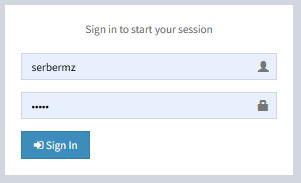 Sign in to start your session
serbermz
•••••
Sign In